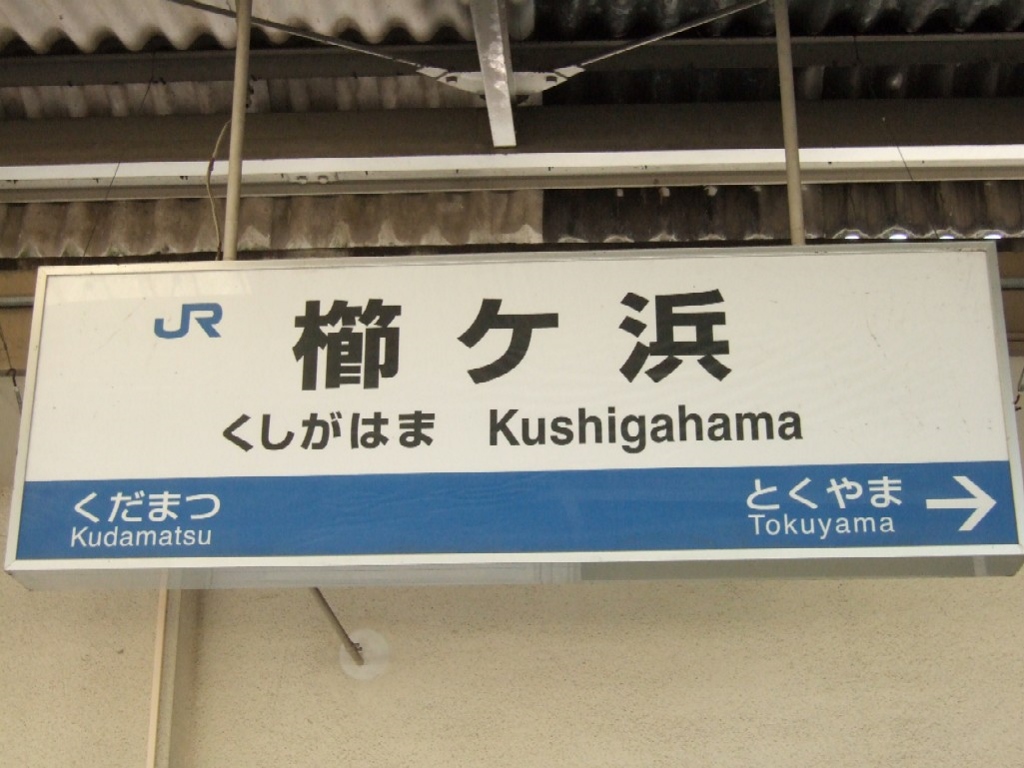 JR 櫛ケ浜
くしがはま Kushigahama
くだまつ とくやま →
Kudamatsu Tokuyama